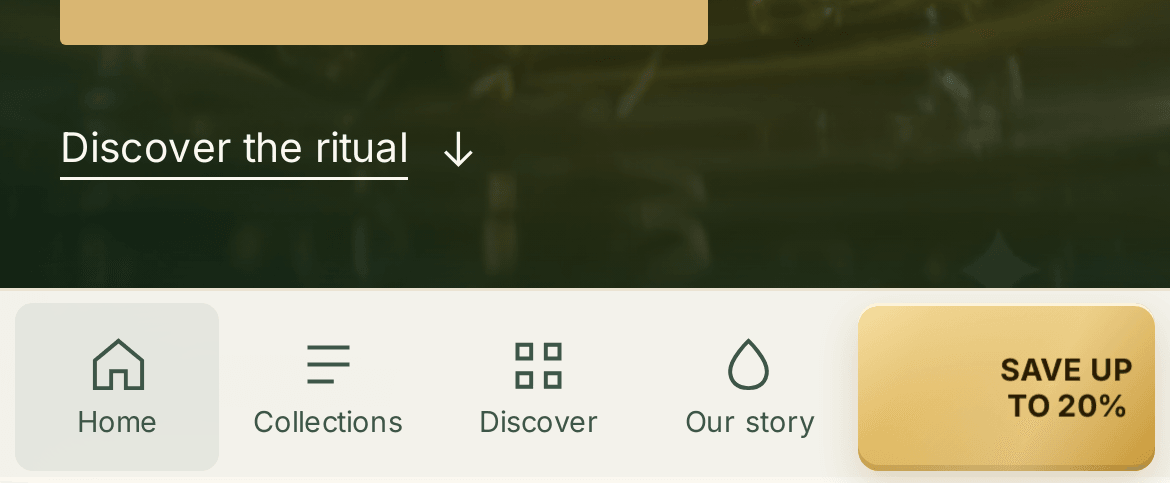 Discover the ritual ↓
Home
Collections
Discover
Our story
SAVE UP
TO 20%